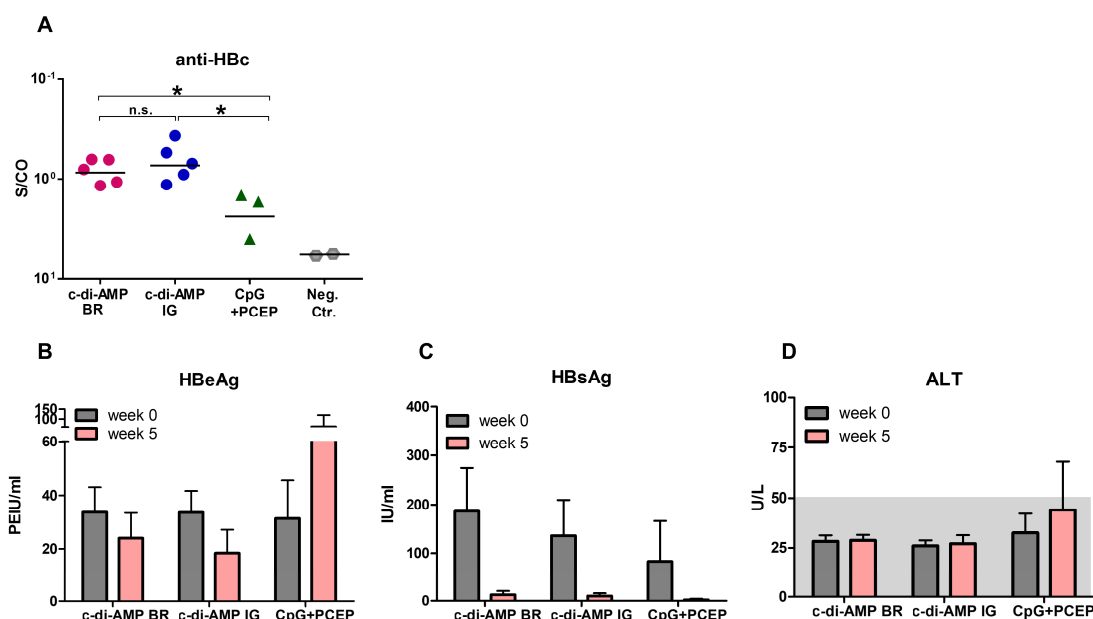 A
anti-HBc
10-1
*
n.s.
*
S/CO
100
101
c-di-AMP BR
c-di-AMP IG
CpG +PCEP
Neg. Ctr.
B
HBeAg
150
100
week 0
week 5
60
40
20
0
PEIU/ml
c-di-AMP BR
c-di-AMP IG
CpG+PCEP
C
HBsAg
400
300
200
100
0
week 0
week 5
IU/ml
c-di-AMP BR
c-di-AMP IG
CpG+PCEP
D
ALT
100
75
50
25
0
week 0
week 5
U/L
c-di-AMP BR
c-di-AMP IG
CpG+PCEP